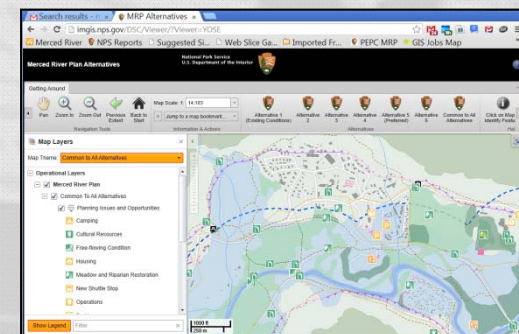 Search results - 
MRP Alternatives
imgis.nps.gov/DSC/Viewer/?Viewer=YOSE
Merced River NPS Reports Suggested Si... Web Slice Ga... Imported Fr... PEPC MRP GIS Jobs Map
Merced River Plan Alternatives
National Park Service
U.S. Department of the Interior
Getting Around
Map Scale 1: 14,103
Jump to a map bookmark...
Pan Zoom In Zoom Out Previous Extent Back to Start
Alternative 1 (Existing Conditions) Alternative 2 Alternative 3 Alternative 4 Alternative 5 (Preferred) Alternative 6 Common to All Alternatives
Click on Map
Navigation Tools Information & Actions Alternatives
Map Layers
Map Theme Common to All Alternatives
Operational Layers
Merced River Plan
Common To All Alternatives
Planning Issues and Opportunities
Camping
Cultural Resources
Free-flowing Condition
Housing
Meadow and Riparian Restoration
New Shuttle Stop
Operations
Show Legend Filter
1000 ft
250 m